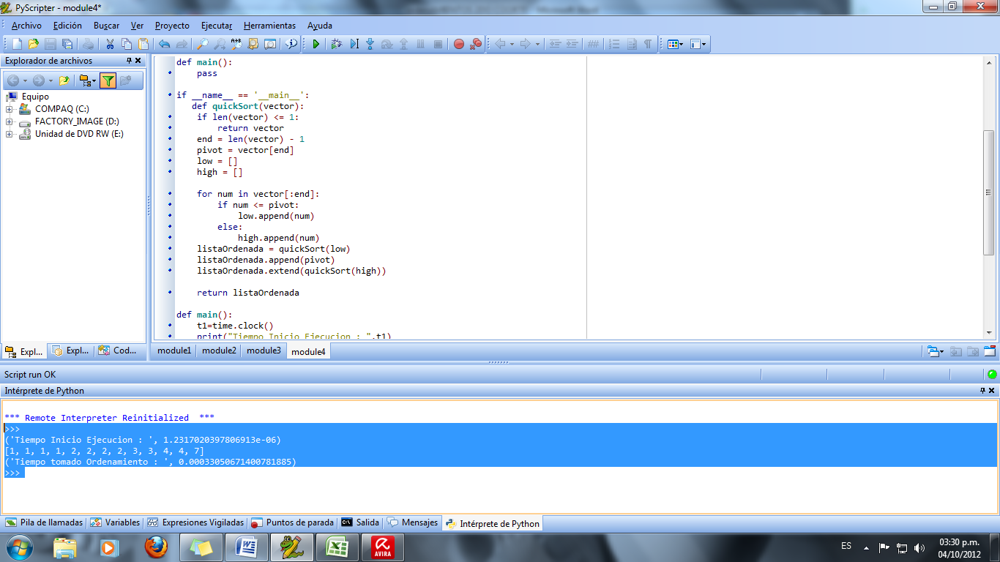 PyScripter - module4*
Archivo Edición Buscar Ver Proyecto Ejecutar Herramientas Ayuda
Explorador de archivos
Equipo
COMPAQ (C:)
FACTORY_IMAGE (D:)
Unidad de DVD RW (E:)
Expl... Expl... Cod...
def main():
    pass
if __name__ == '__main__':
   def quickSort(vector):
    if len(vector) <= 1:
        return vector
    end = len(vector) - 1
    pivot = vector[end]
    low = []
    high = []
    for num in vector[:end]:
        if num <= pivot:
            low.append(num)
        else:
            high.append(num)
    listaOrdenada = quickSort(low)
    listaOrdenada.append(pivot)
    listaOrdenada.extend(quickSort(high))
    return listaOrdenada
def main():
    t1=time.clock()
    print("Tiempo Inicio Ejecucion : ",t1)
module1 module2 module3 module4
Script run OK
Intérprete de Python
*** Remote Interpreter Reinitialized  ***
>>>
('Tiempo Inicio Ejecucion : ', 1.2317020397806913e-06)
[1, 1, 1, 1, 2, 2, 2, 2, 3, 3, 4, 4, 7]
('Tiempo tomado Ordenamiento : ', 0.00033050671400781885)
>>>
Pila de llamadas Variables Expresiones Vigiladas Puntos de parada Salida Mensajes Intérprete de Python
AVIRA
ES
03:30 p.m.
04/10/2012